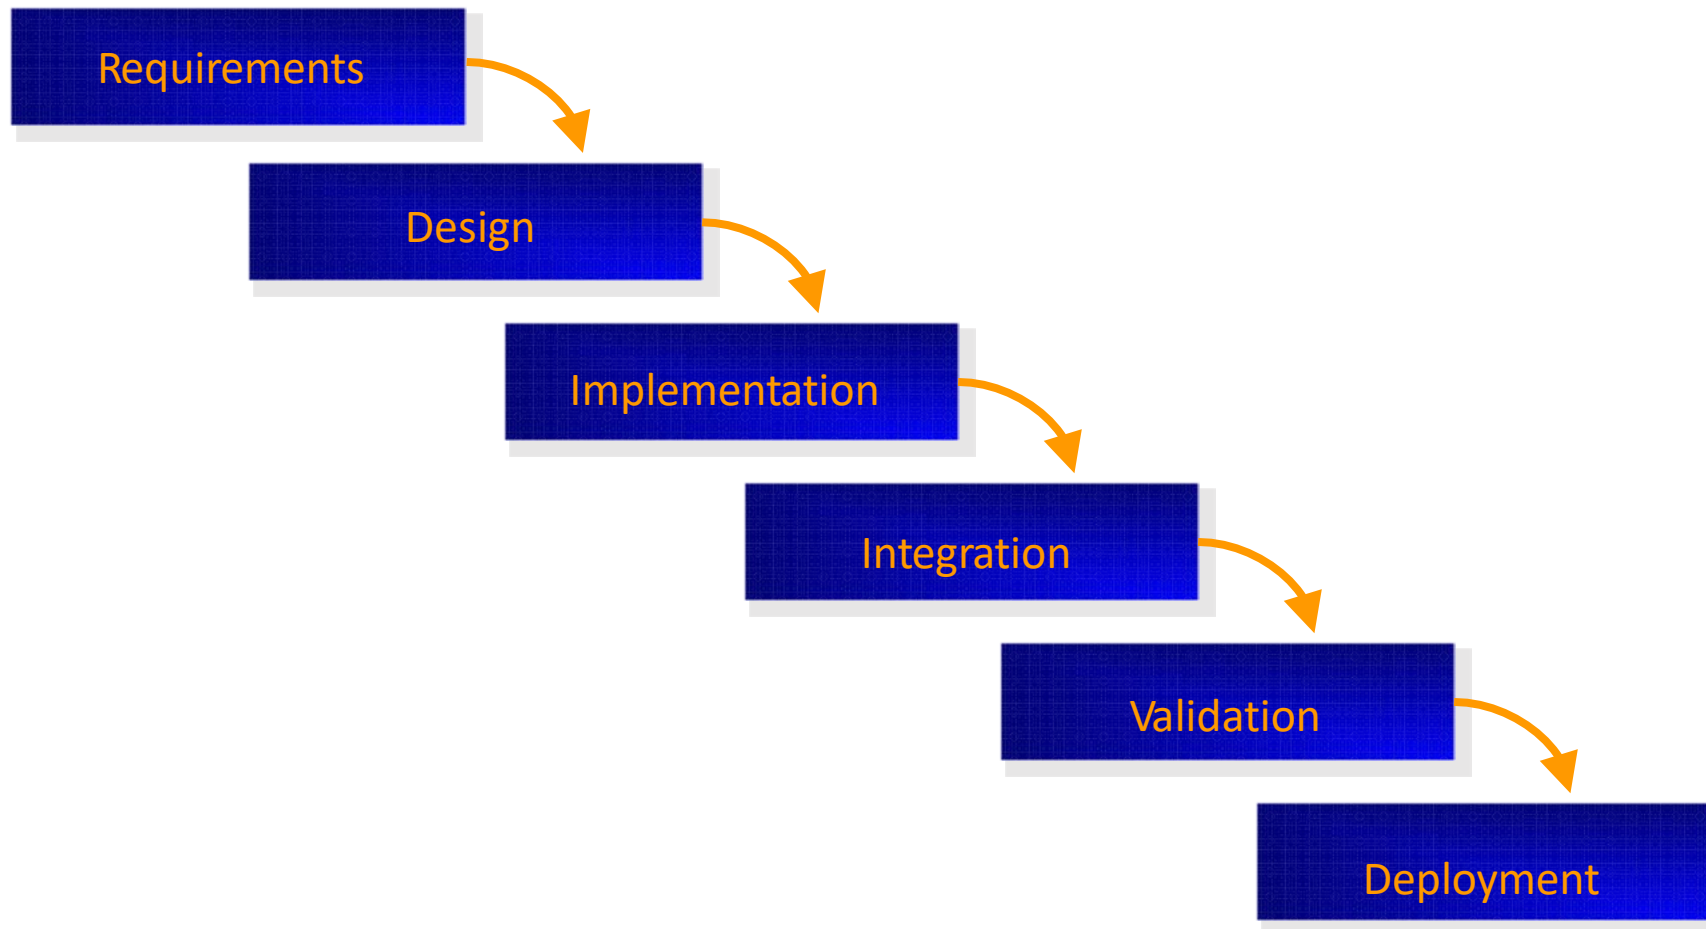 Requirements
Design
Implementation
Integration
Validation
Deployment